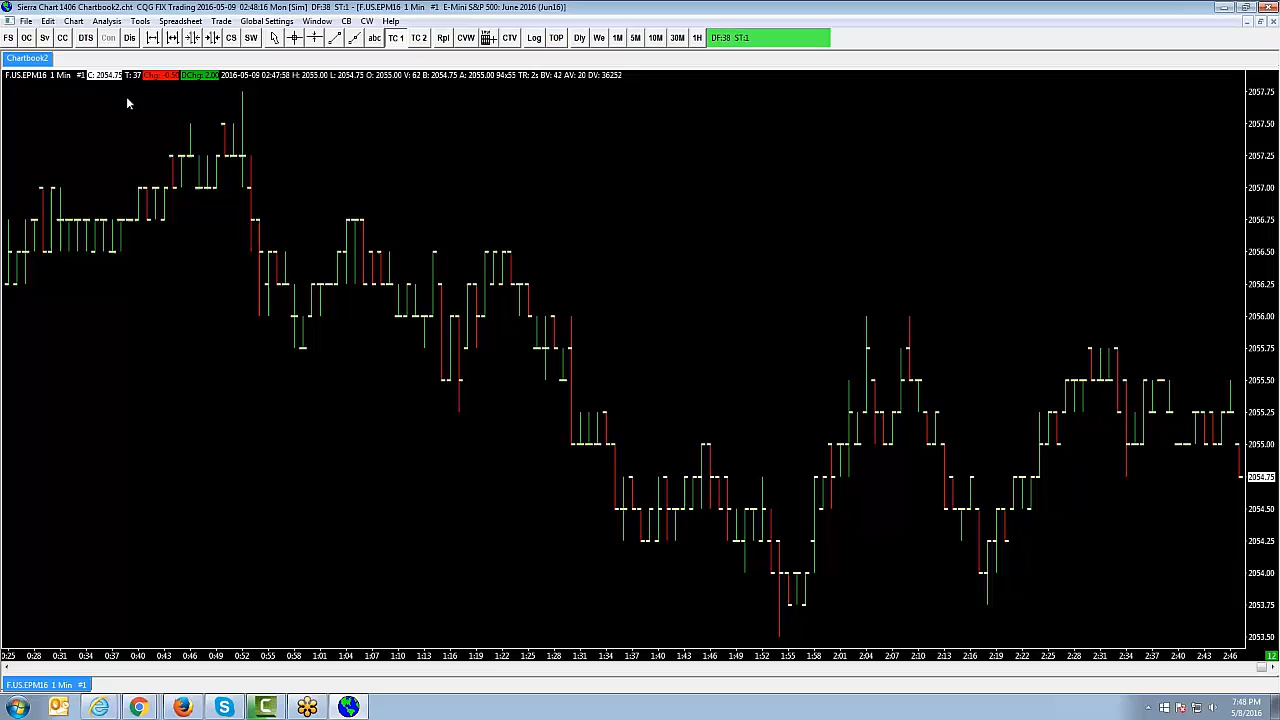 Sierra Chart 1406 Chartbook2.cht CQG FIX Trading 2016-05-09 02:48:16 Mon [Sim] DF:38 ST:1 - [F.US.EPM16 1 Min #1 E-Mini S&P 500: June 2016 (Jun16)]
File Edit Chart Analysis Tools Spreadsheet Trade Global Settings Window CB CW Help
FS OC Sv CC DTS Con Dis CS SW abc TC 1 TC 2 Rpl CVW CTV Log TOP Dly We 1M 5M 10M 30M 1H DF:38 ST:1
Chartbook2
F.US.EPM16 1 Min #1 C: 2054.75 T: 37 Chg: -0.50 DChg: 2.00 2016-05-09 02:47:58 H: 2055.00 L: 2054.75 O: 2055.00 V: 62 B: 2054.75 A: 2055.00 94x55 TR: 2s BV: 42 AV: 20 DV: 36252
2057.75
2057.50
2057.25
2057.00
2056.75
2056.50
2056.25
2056.00
2055.75
2055.50
2055.25
2055.00
2054.75
2054.50
2054.25
2054.00
2053.75
2053.50
0:25 0:28 0:31 0:34 0:37 0:40 0:43 0:46 0:49 0:52 0:54 0:58 1:01 1:04 1:07 1:10 1:13 1:16 1:19 1:22 1:25 1:28 1:31 1:34 1:37 1:40 1:43 1:46 1:49 1:52 1:55 1:58 2:01 2:04 2:07 2:10 2:13 2:16 2:19 2:22 2:25 2:28 2:31 2:34 2:37 2:40 2:43 2:46 12
F.US.EPM16 1 Min #1
7:48 PM
5/8/2016